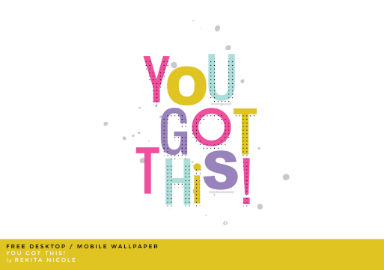 YoU
GOT
THiS!
FREE DESKTOP / MOBILE WALLPAPER
YOU GOT THIS!
by REKITA NICOLE